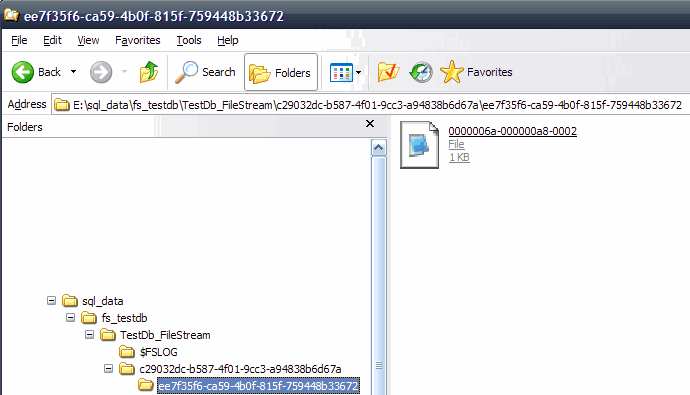 ee7f35f6-ca59-4b0f-815f-759448b33672
File Edit View Favorites Tools Help
Back Search Folders Favorites
Address E:\sql_data\fs_testdb\TestDb_FileStream\c29032dc-b587-4f01-9cc3-a94838b6d67a\ee7f35f6-ca59-4b0f-815f-759448b33672
Folders
0000006a-000000a8-0002
File
1 KB
sql_data
fs_testdb
TestDb_FileStream
$FSLOG
c29032dc-b587-4f01-9cc3-a94838b6d67a
ee7f35f6-ca59-4b0f-815f-759448b33672